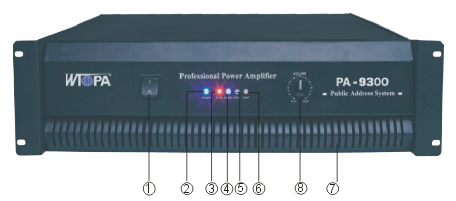 WTOPA
Professional Power Amplifier
VOLUME
PA-9300
Public Address System
① ② ③ ④ ⑤ ⑥ ⑧ ⑦